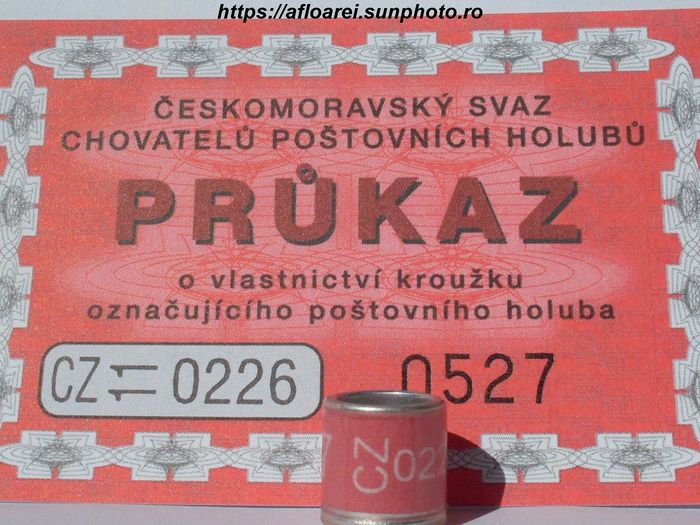 https://afloarei.sunphoto.ro
ČESKOMORAVSKÝ SVAZ
CHOVATELŮ POŠTOVNÍCH HOLUBŮ
PRŮKAZ
o vlastnictví kroužku
označujícího poštovního holuba
CZ 11 0226 0527
7 CZ 022